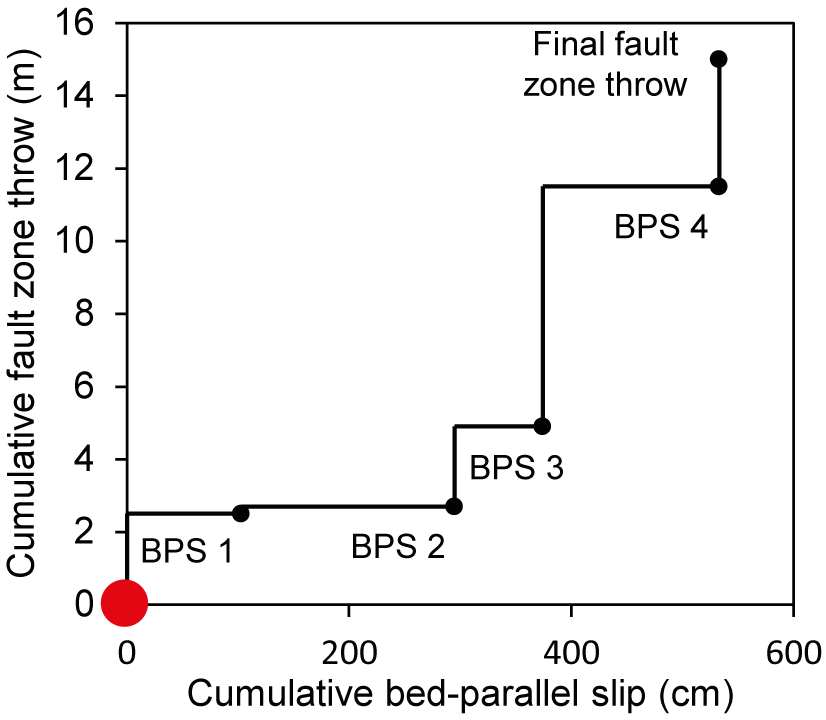 Cumulative fault zone throw (m)
16
14
12
10
8
6
4
2
0
Final fault
zone throw
BPS 4
BPS 3
BPS 1
BPS 2
0
200
400
600
Cumulative bed-parallel slip (cm)